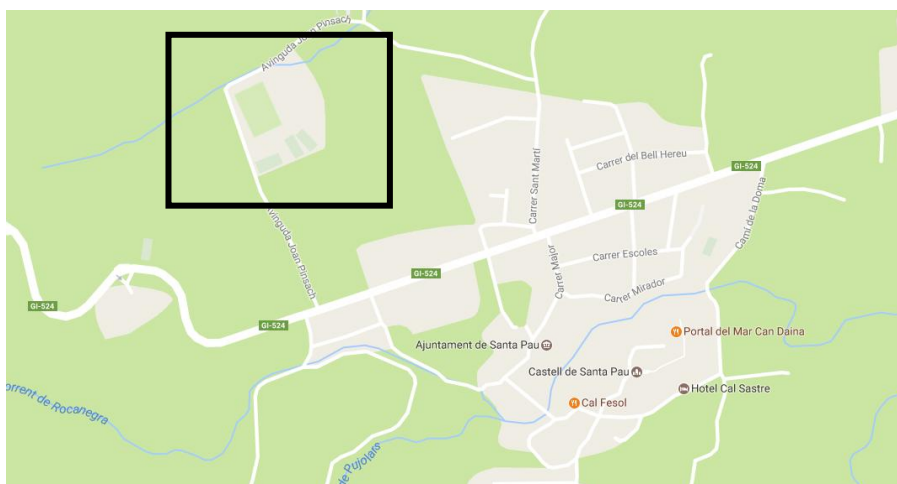 Avinguda Joan Pinsach
GI-524
Carrer del Bell Hereu
Carrer Sant Martí
GI-524
Avinguda Joan Pinsach
Camí de la Doma
Carrer Major
Carrer Escoles
GI-524
Carrer Mirador
GI-524
GI-524
Portal del Mar Can Daina
Ajuntament de Santa Pau
Castell de Santa Pau
Hotel Cal Sastre
orrent de Rocanegra
Cal Fesol
de Pujolars